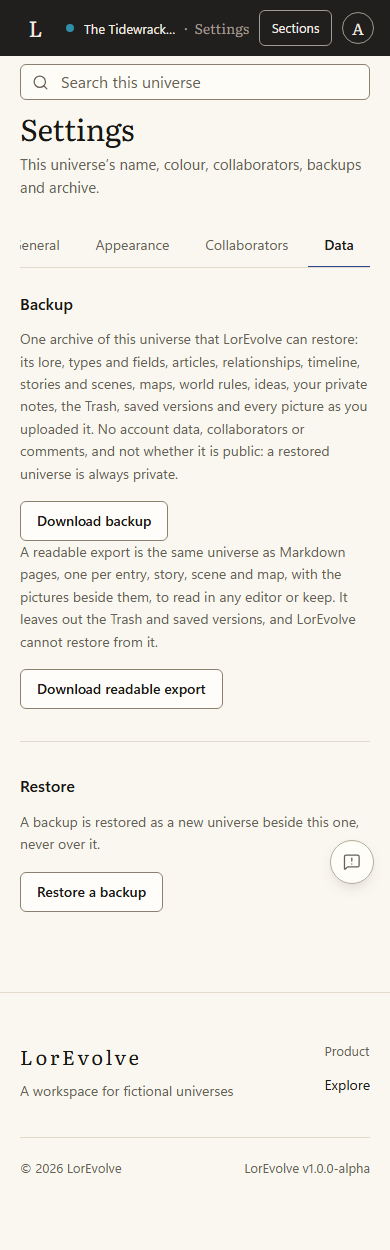 L The Tidewrack... · Settings Sections A
Search this universe
Settings
This universe's name, colour, collaborators, backups
and archive.
General Appearance Collaborators Data
Backup
One archive of this universe that LorEvolve can restore:
its lore, types and fields, articles, relationships, timeline,
stories and scenes, maps, world rules, ideas, your private
notes, the Trash, saved versions and every picture as you
uploaded it. No account data, collaborators or
comments, and not whether it is public: a restored
universe is always private.
Download backup
A readable export is the same universe as Markdown
pages, one per entry, story, scene and map, with the
pictures beside them, to read in any editor or keep. It
leaves out the Trash and saved versions, and LorEvolve
cannot restore from it.
Download readable export
Restore
A backup is restored as a new universe beside this one,
never over it.
Restore a backup
LorEvolve
A workspace for fictional universes
Product
Explore
© 2026 LorEvolve
LorEvolve v1.0.0-alpha